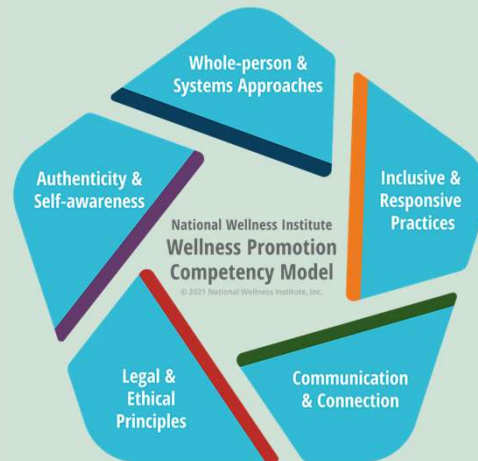 Whole-person &
Systems Approaches
Inclusive &
Responsive
Practices
Communication
& Connection
Legal &
Ethical
Principles
Authenticity &
Self-awareness
National Wellness Institute
Wellness Promotion
Competency Model
© 2021 National Wellness Institute, Inc.